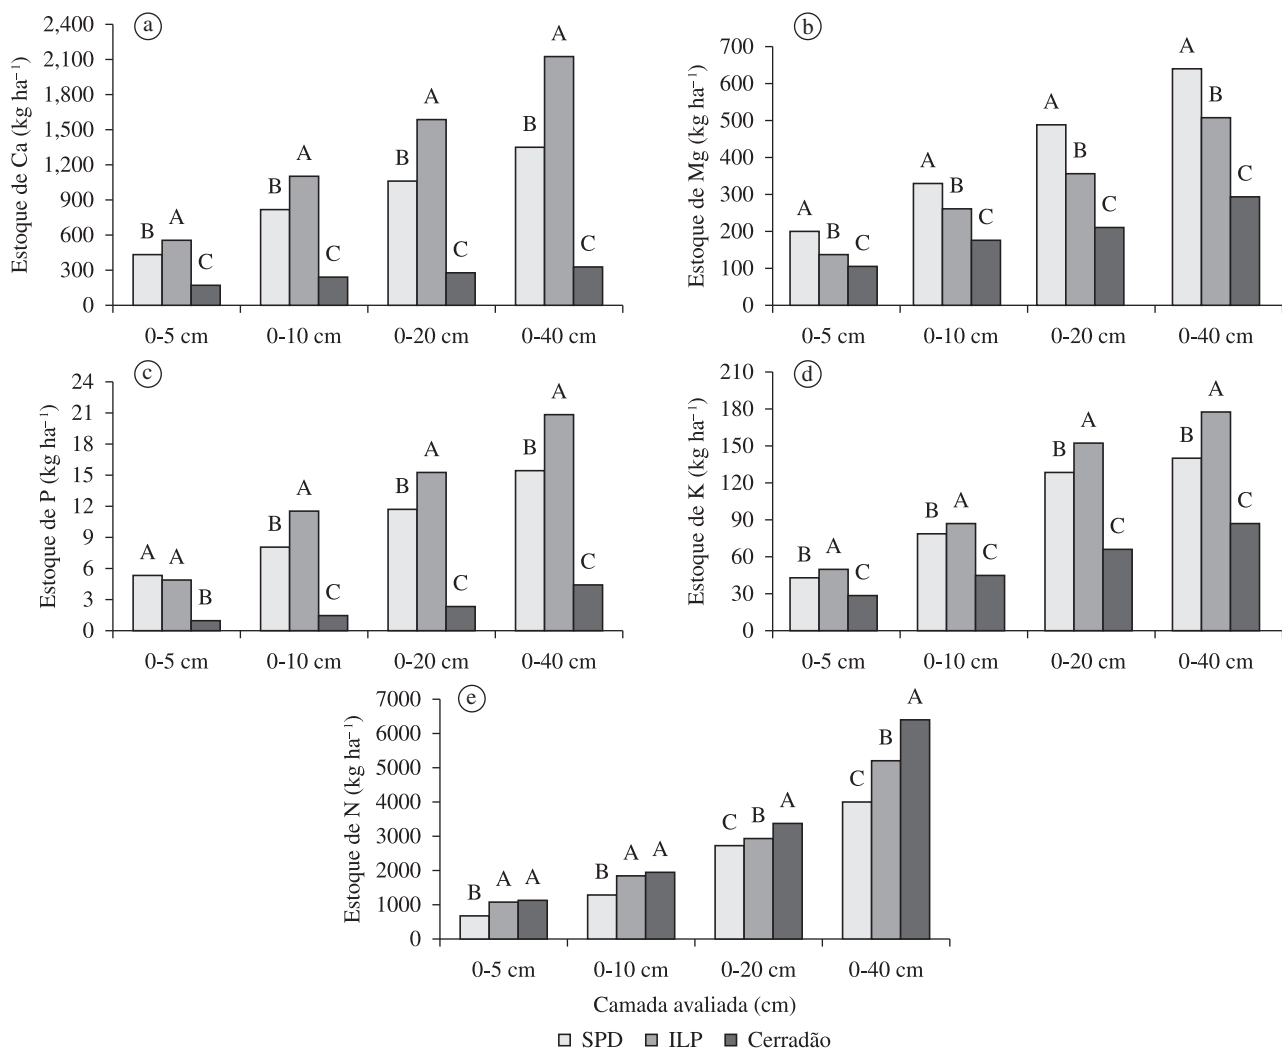 a
Estoque de Ca (kg ha⁻¹)
2,400
2,100
1,800
1,500
1,200
900
600
300
0
B A C
B A C
B A C
B A C
0-5 cm 0-10 cm 0-20 cm 0-40 cm
b
Estoque de Mg (kg ha⁻¹)
700
600
500
400
300
200
100
0
A B C
A B C
A B C
A B C
0-5 cm 0-10 cm 0-20 cm 0-40 cm
c
Estoque de P (kg ha⁻¹)
24
21
18
15
12
9
6
3
0
A A B
B A C
B A C
B A C
0-5 cm 0-10 cm 0-20 cm 0-40 cm
d
Estoque de K (kg ha⁻¹)
210
180
150
120
90
60
30
0
B A C
B A C
B A C
B A C
0-5 cm 0-10 cm 0-20 cm 0-40 cm
e
Estoque de N (kg ha⁻¹)
7000
6000
5000
4000
3000
2000
1000
0
B A A
B A A
C B A
C B A
0-5 cm 0-10 cm 0-20 cm 0-40 cm
Camada avaliada (cm)
SPD ILP Cerradão